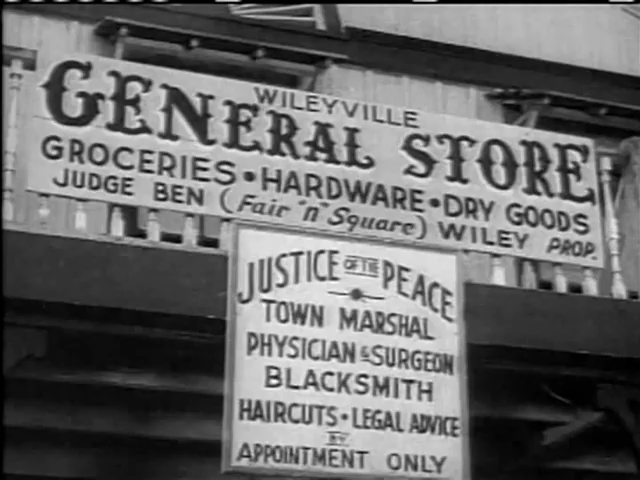 WILEYVILLE
GENERAL STORE
GROCERIES • HARDWARE • DRY GOODS
JUDGE BEN (Fair "n" Square) WILEY PROP.
JUSTICE OF THE PEACE
TOWN MARSHAL
PHYSICIAN & SURGEON
BLACKSMITH
HAIRCUTS • LEGAL ADVICE
BY
APPOINTMENT ONLY